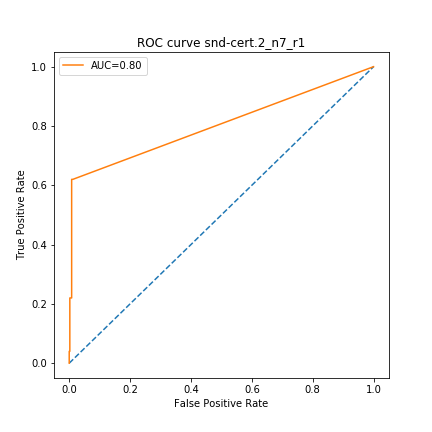 ROC curve snd-cert.2_n7_r1
AUC=0.80
True Positive Rate
1.0
0.8
0.6
0.4
0.2
0.0
0.0 0.2 0.4 0.6 0.8 1.0
False Positive Rate